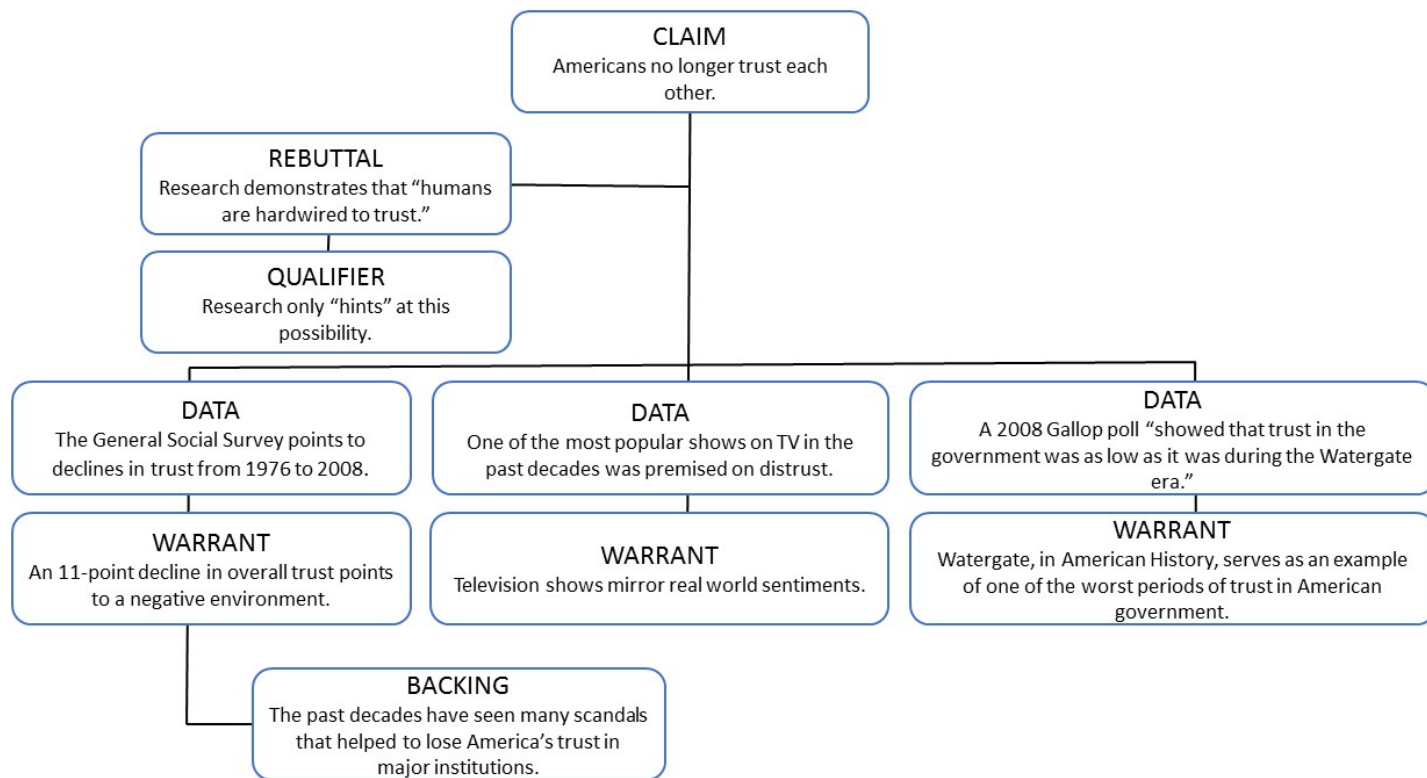 CLAIM
Americans no longer trust each
other.
REBUTTAL
Research demonstrates that “humans
are hardwired to trust.”
QUALIFIER
Research only “hints” at this
possibility.
DATA
The General Social Survey points to
declines in trust from 1976 to 2008.
WARRANT
An 11-point decline in overall trust points
to a negative environment.
BACKING
The past decades have seen many scandals
that helped to lose America’s trust in
major institutions.
DATA
One of the most popular shows on TV in the
past decades was premised on distrust.
WARRANT
Television shows mirror real world sentiments.
DATA
A 2008 Gallop poll “showed that trust in the
government was as low as it was during the Watergate
era.”
WARRANT
Watergate, in American History, serves as an example
of one of the worst periods of trust in American
government.